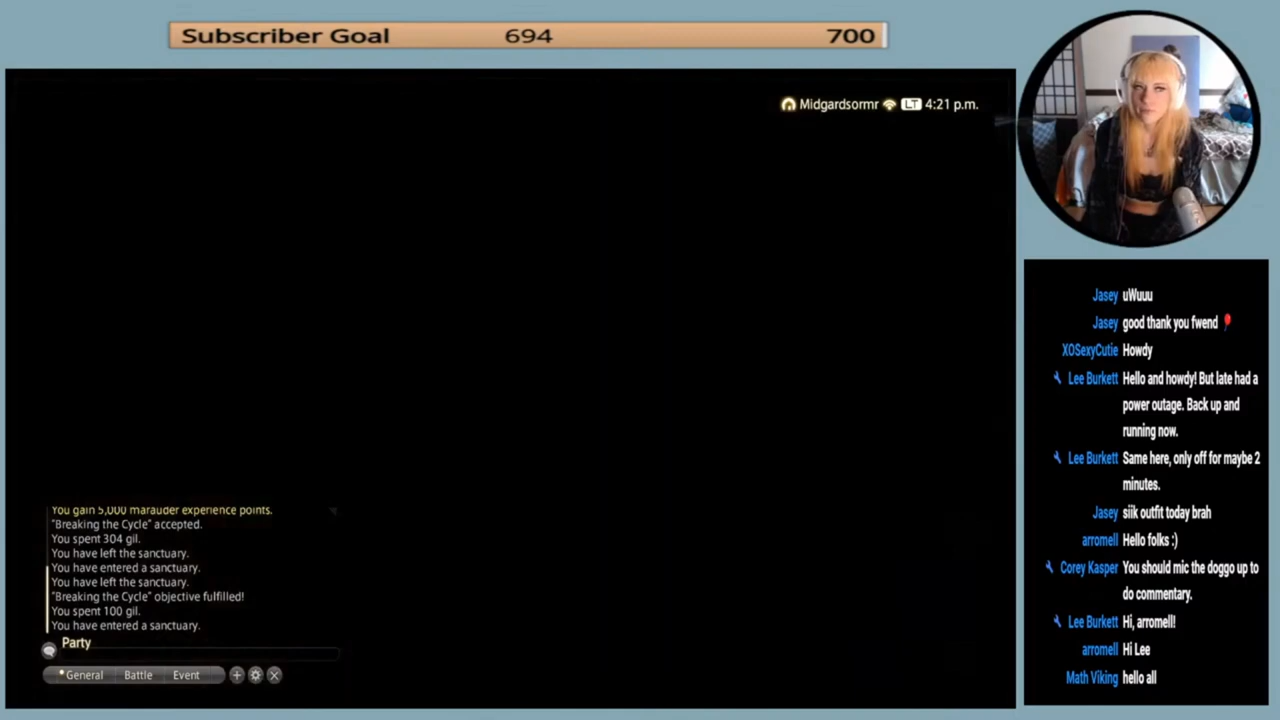 Subscriber Goal 694 700
Midgardsormr LT 4:21 p.m.
You gain 5,000 marauder experience points.
"Breaking the Cycle" accepted.
You spent 304 gil.
You have left the sanctuary.
You have entered a sanctuary.
You have left the sanctuary.
"Breaking the Cycle" objective fulfilled!
You spent 100 gil.
You have entered a sanctuary.
Party
General Battle Event
Jasey uWuuu
Jasey good thank you fwend
XOSexyCutie Howdy
Lee Burkett Hello and howdy! But late had a
power outage. Back up and
running now.
Lee Burkett Same here, only off for maybe 2
minutes.
Jasey siik outfit today brah
arromell Hello folks :)
Corey Kasper You should mic the doggo up to
do commentary.
Lee Burkett Hi, arromell!
arromell Hi Lee
Math Viking hello all